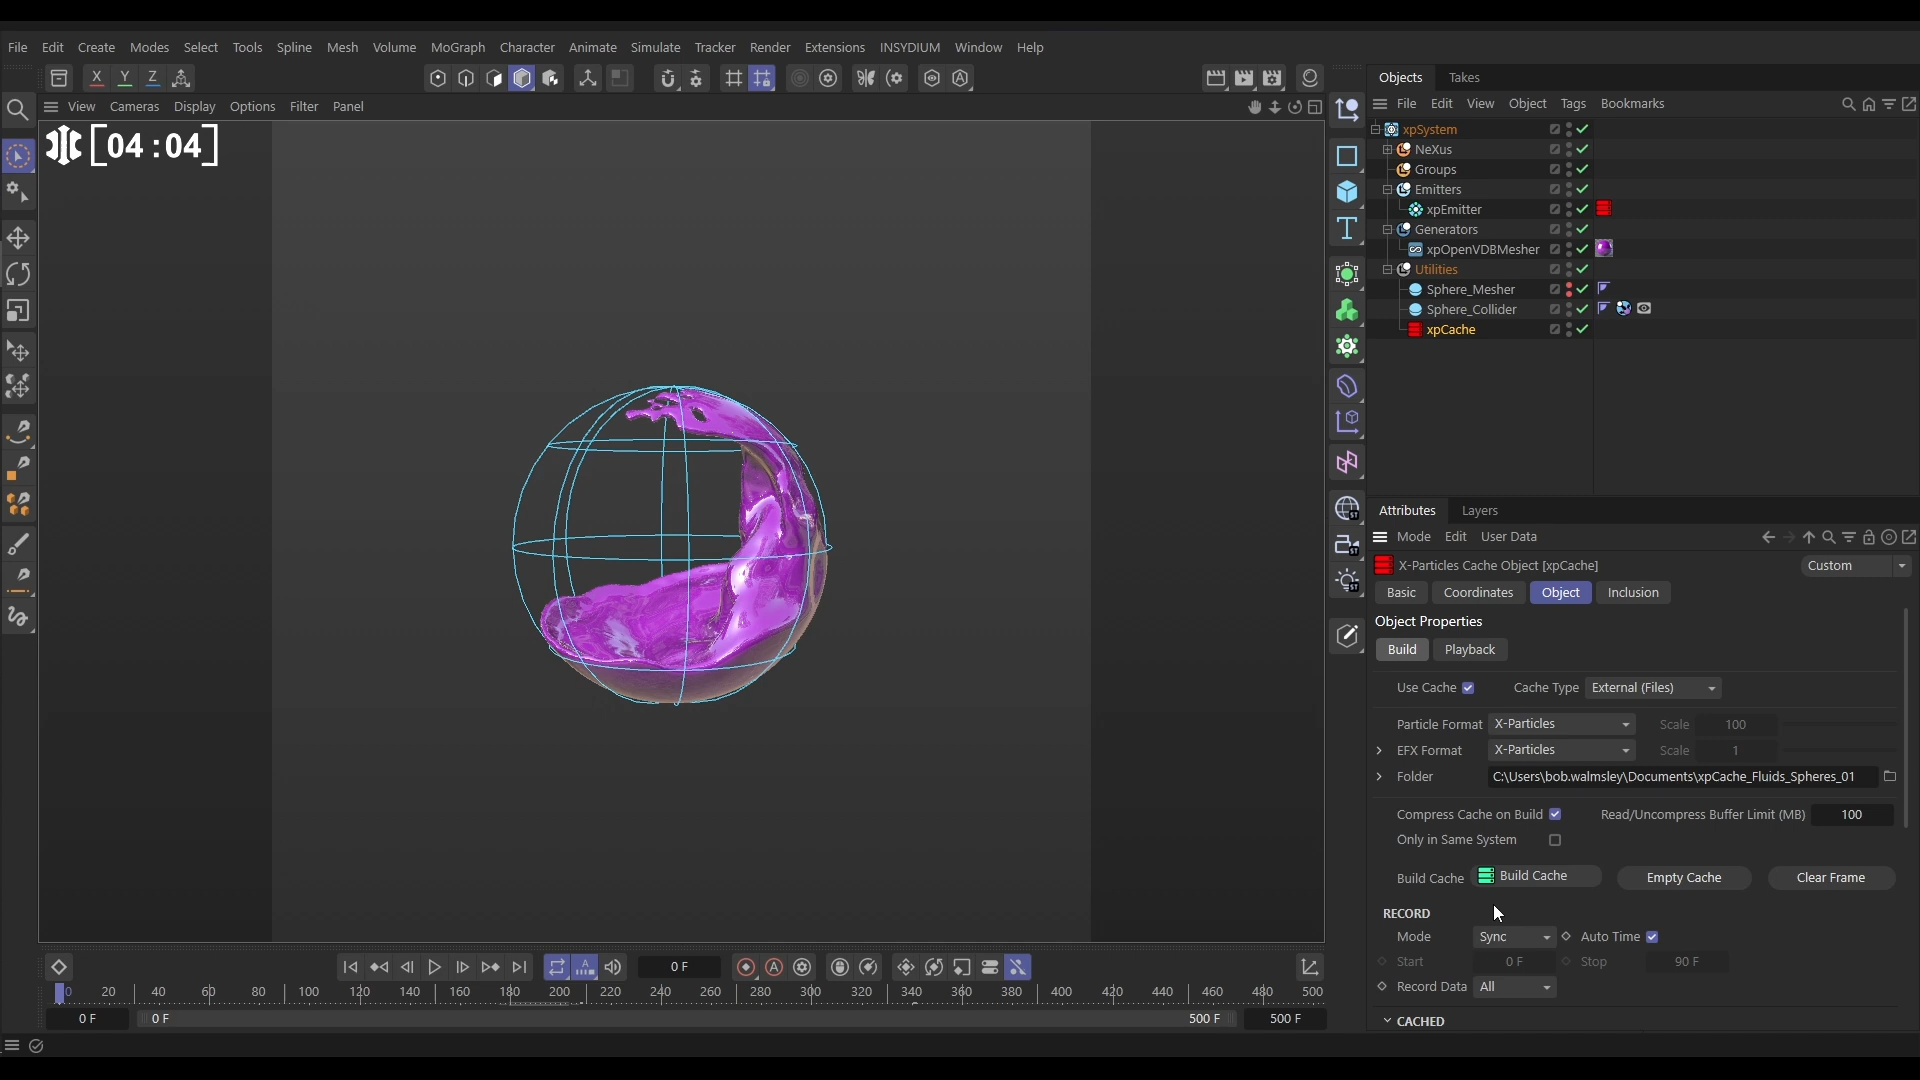 File Edit Create Modes Select Tools Spline Mesh Volume MoGraph Character Animate Simulate Tracker Render Extensions INSYDIUM Window Help
X Y Z
Objects Takes
View Cameras Display Options Filter Panel
File Edit View Object Tags Bookmarks
[04:04]
xpSystem
NeXus
Groups
Emitters
xpEmitter
Generators
xpOpenVDBMesher
Utilities
Sphere_Mesher
Sphere_Collider
xpCache
Attributes Layers
Mode Edit User Data
X-Particles Cache Object [xpCache] Custom
Basic Coordinates Object Inclusion
Object Properties
Build Playback
Use Cache Cache Type External (Files)
Particle Format X-Particles Scale 100
EFX Format X-Particles Scale 1
Folder C:\Users\bob.walmsley\Documents\xpCache_Fluids_Spheres_01
Compress Cache on Build Read/Uncompress Buffer Limit (MB) 100
Only in Same System
Build Cache Build Cache Empty Cache Clear Frame
RECORD
Mode Sync Auto Time
Start 0 F Stop 90 F
Record Data All
CACHED
0 F
0 20 40 60 80 100 120 140 160 180 200 220 240 260 280 300 320 340 360 380 400 420 440 460 480 500
0 F 0 F 500 F 500 F